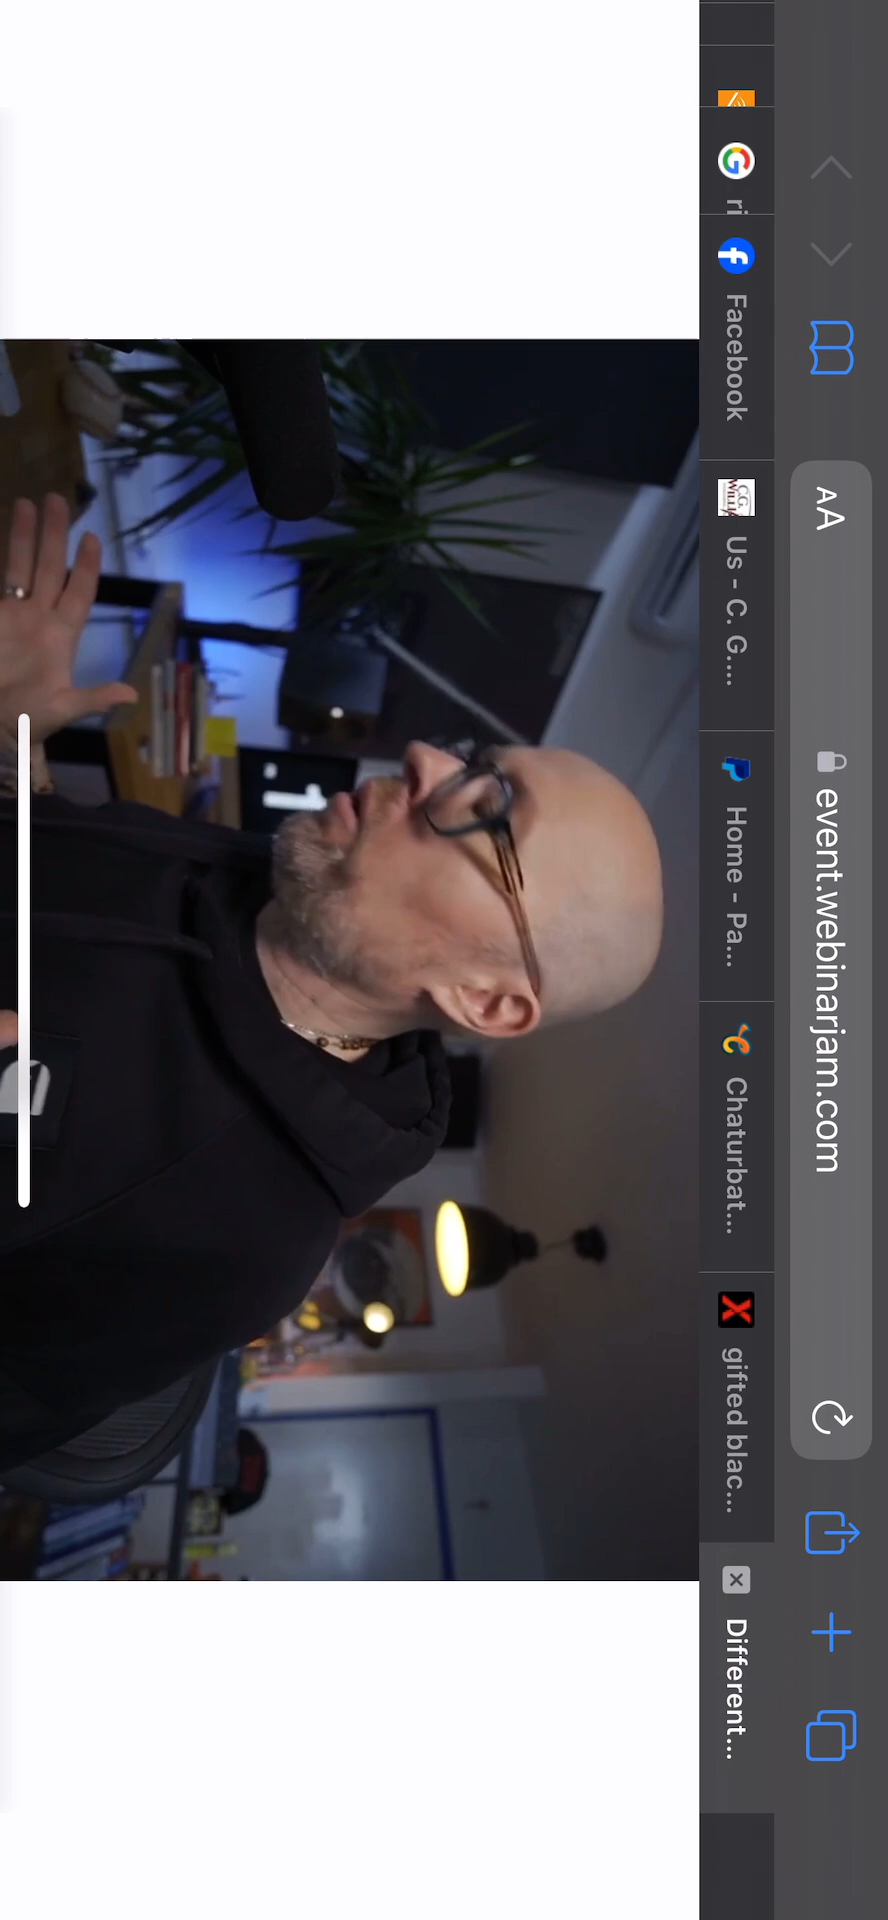 AA
event.webinarjam.com
ri
Facebook
Us - C. G....
Home - Pa...
Chaturbat...
gifted blac...
Different...